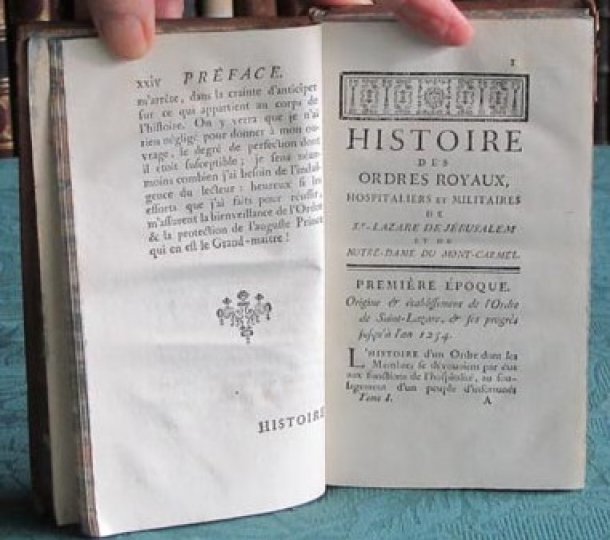 xxiv PRÉFACE.
m'arrête, dans la crainte d'anticiper
sur ce qui appartient au corps de
l'histoire. On y verra que je n'ai
rien négligé pour donner à mon ou-
vrage, le degré de perfection dont
il étoit susceptible ; je sens néan-
moins combien j'ai besoin de l'indul-
gence du lecteur : heureux si les
efforts que j'ai faits pour réussir,
m'assurent la bienveillance de l'Ordre
& la protection de l'auguste Prince
qui en est le Grand-maître !
HISTOIRE
1
HISTOIRE
DES
ORDRES ROYAUX,
HOSPITALIERS ET MILITAIRES
DE
St.-LAZARE DE JÉRUSALEM
ET DE
NOTRE-DAME DU MONT-CARMEL.
PREMIÈRE ÉPOQUE.
Origine & établissement de l'Ordre
de Saint-Lazare, & ses progrès
jusqu'à l'an 1254.
L'HISTOIRE d'un Ordre dont les
Membres se dévouoient par état
aux fonctions de l'hospitalité, au sou-
lagement d'un peuple d'infortunés
Tome I. A